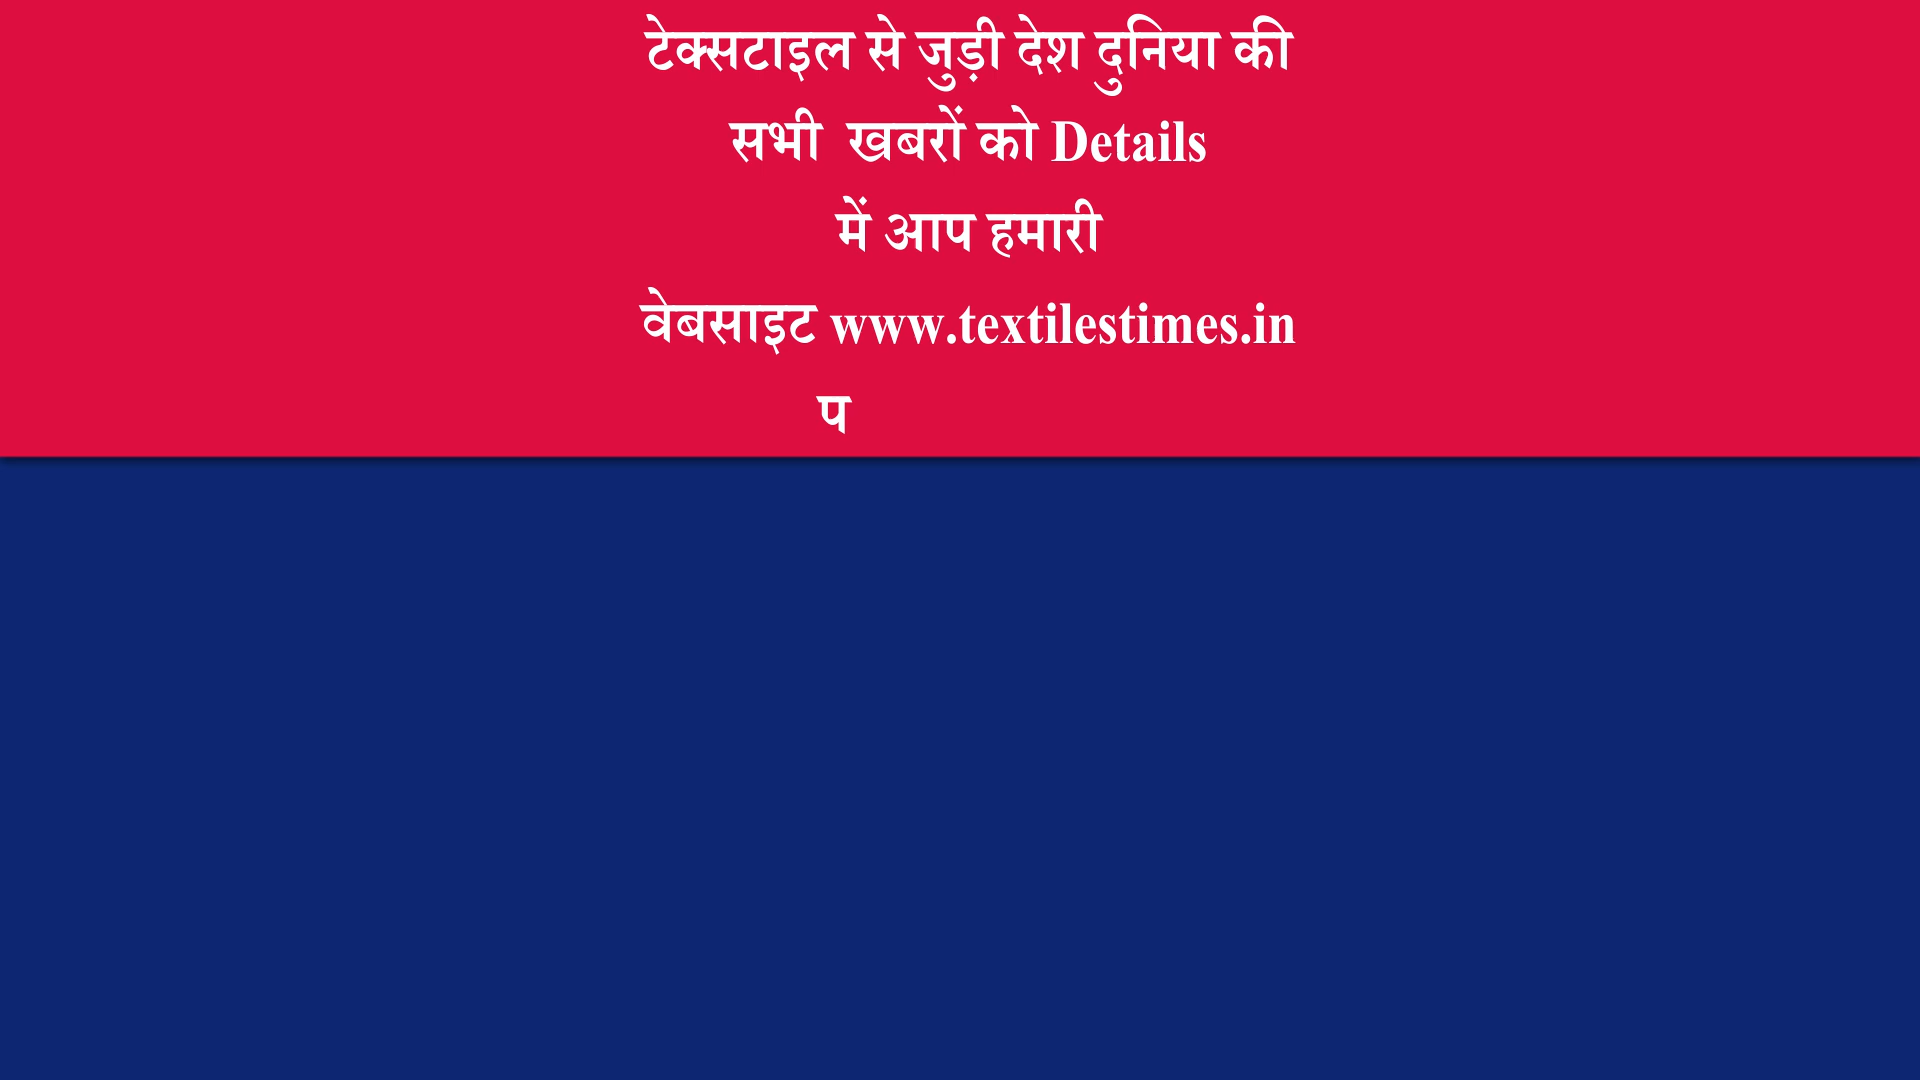 टेक्सटाइल से जुड़ी देश दुनिया की
सभी  खबरों को Details
में आप हमारी
वेबसाइट www.textilestimes.in
प